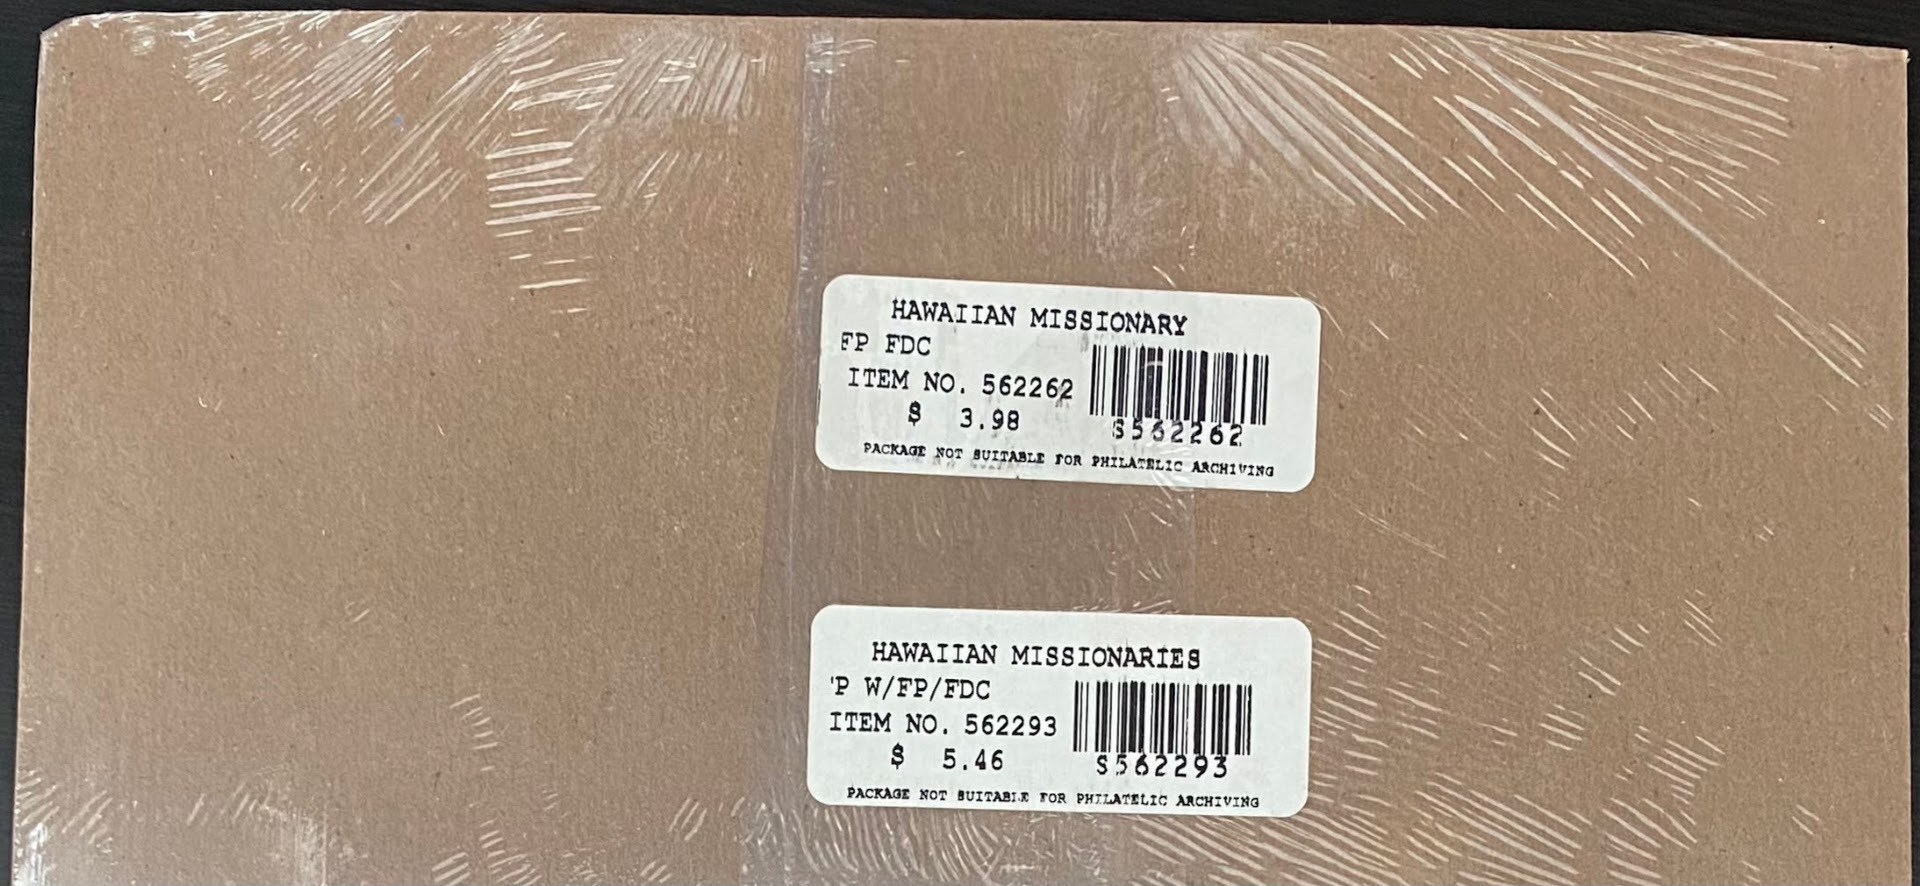 HAWAIIAN MISSIONARY
FP FDC
ITEM NO. 562262
$ 3.98
S562262
PACKAGE NOT SUITABLE FOR PHILATELIC ARCHIVING
HAWAIIAN MISSIONARIES
'P W/FP/FDC
ITEM NO. 562293
$ 5.46
S562293
PACKAGE NOT SUITABLE FOR PHILATELIC ARCHIVING